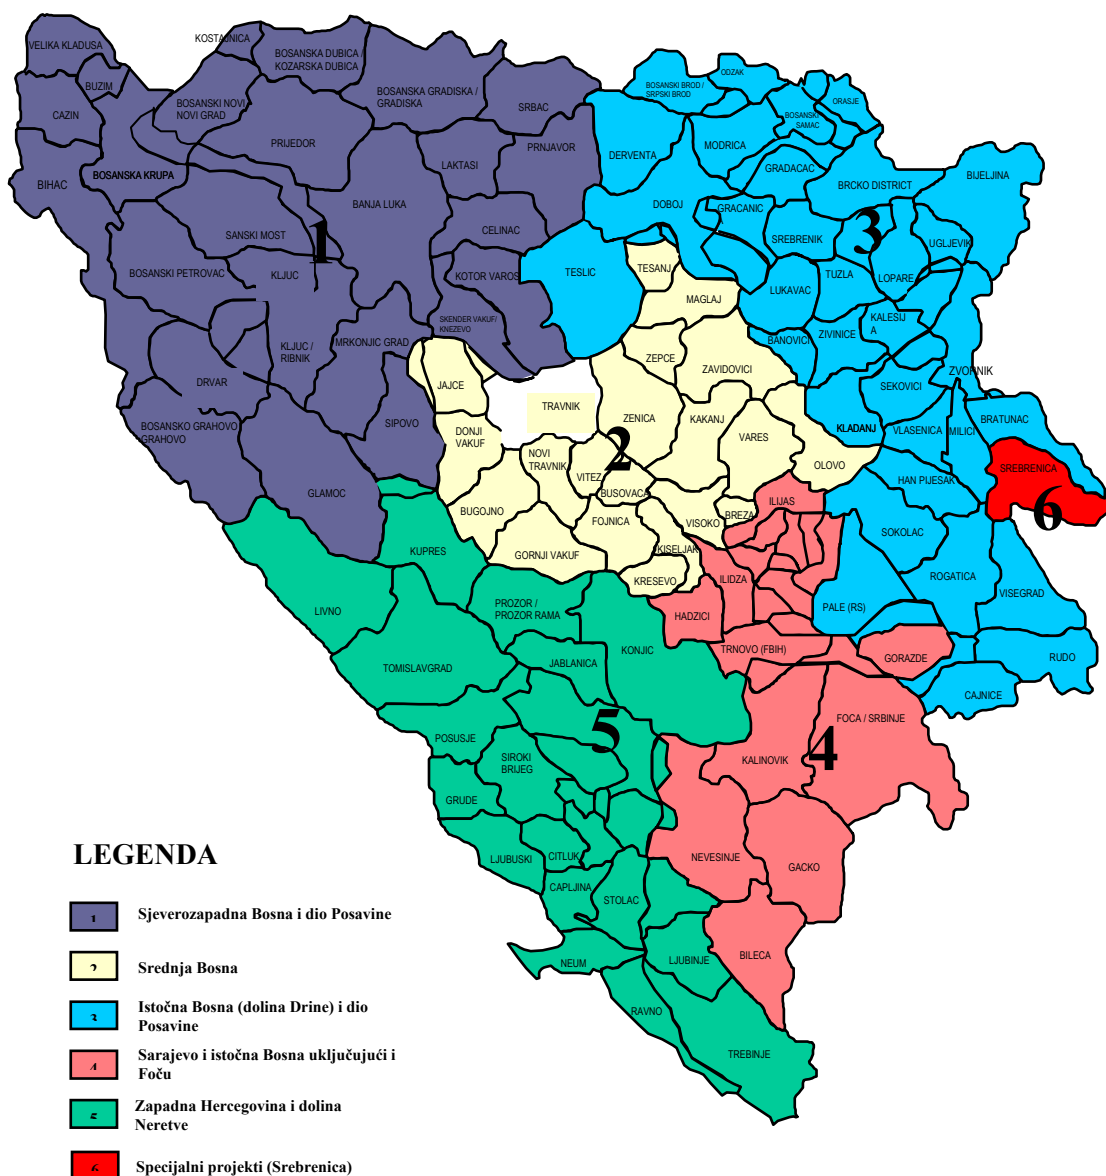 KOSTAJNICA
VELIKA KLADUSA
BOSANSKA DUBICA /
KOZARSKA DUBICA
BUZIM
BOSANSKA GRADISKA /
GRADISKA
BOSANSKI NOVI
NOVI GRAD
SRBAC
CAZIN
PRIJEDOR
PRNJAVOR
LAKTASI
BIHAC
BOSANSKA KRUPA
BANJA LUKA
CELINAC
SANSKI MOST
1
BOSANSKI PETROVAC
KLJUC
KOTOR VAROS
SKENDER VAKUF/
KNEZEVO
KLJUC /
RIBNIK
MRKONJIC GRAD
DRVAR
BOSANSKO GRAHOVO
GRAHOVO
SIPOVO
GLAMOC
BOSANSKI BROD /
SRPSKI BROD
ODZAK
ORASJE
BOSANSKI
SAMAC
DERVENTA
MODRICA
GRADACAC
BRCKO DISTRICT
BIJELJINA
DOBOJ
GRACANIC
A
SREBRENIK
3
UGLJEVIK
TESLIC
LUKAVAC
TUZLA
LOPARE
BANOVICI
ZIVINICE
KALESIJ
A
ZVORNIK
SEKOVICI
KLADANJ
VLASENICA
MILICI
BRATUNAC
SREBRENICA
6
HAN PIJESAK
SOKOLAC
ROGATICA
VISEGRAD
PALE (RS)
RUDO
CAJNICE
TESANJ
MAGLAJ
ZEPCE
ZAVIDOVICI
JAJCE
TRAVNIK
ZENICA
KAKANJ
VARES
DONJI
VAKUF
2
NOVI
TRAVNIK
VITEZ
BUSOVACA
OLOVO
BUGOJNO
FOJNICA
VISOKO
BREZA
GORNJI VAKUF
KISELJAK
KRESEVO
ILIJAS
ILIDZA
HADZICI
TRNOVO (FBIH)
GORAZDE
FOCA / SRBINJE
KALINOVIK
4
NEVESINJE
GACKO
BILECA
KUPRES
LIVNO
PROZOR /
PROZOR RAMA
KONJIC
TOMISLAVGRAD
JABLANICA
5
POSUSJE
SIROKI
BRIJEG
GRUDE
LJUBUSKI
CITLUK
CAPLJINA
STOLAC
NEUM
LJUBINJE
RAVNO
TREBINJE
LEGENDA
1 Sjeverozapadna Bosna i dio Posavine
2 Srednja Bosna
3 Istočna Bosna (dolina Drine) i dio
Posavine
4 Sarajevo i istočna Bosna uključujući i
Foču
5 Zapadna Hercegovina i dolina
Neretve
6 Specijalni projekti (Srebrenica)